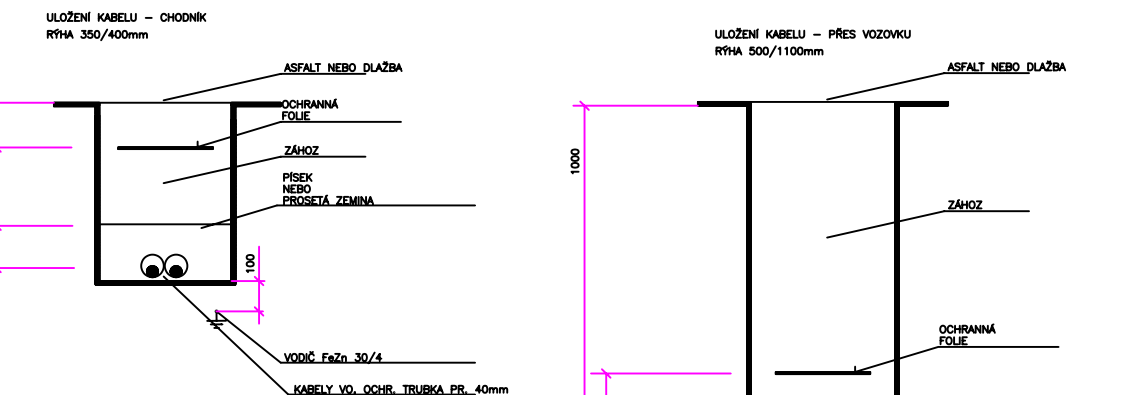 ULOŽENÍ KABELU – CHODNÍK
RÝHA 350/400mm
ASFALT NEBO DLAŽBA
OCHRANNÁ
FOLIE
ZÁHOZ
PÍSEK
NEBO
PROSETÁ ZEMINA
100
VODIČ FeZn 30/4
KABELY VO. OCHR. TRUBKA PR. 40mm
ULOŽENÍ KABELU – PŘES VOZOVKU
RÝHA 500/1100mm
ASFALT NEBO DLAŽBA
1000
ZÁHOZ
OCHRANNÁ
FOLIE